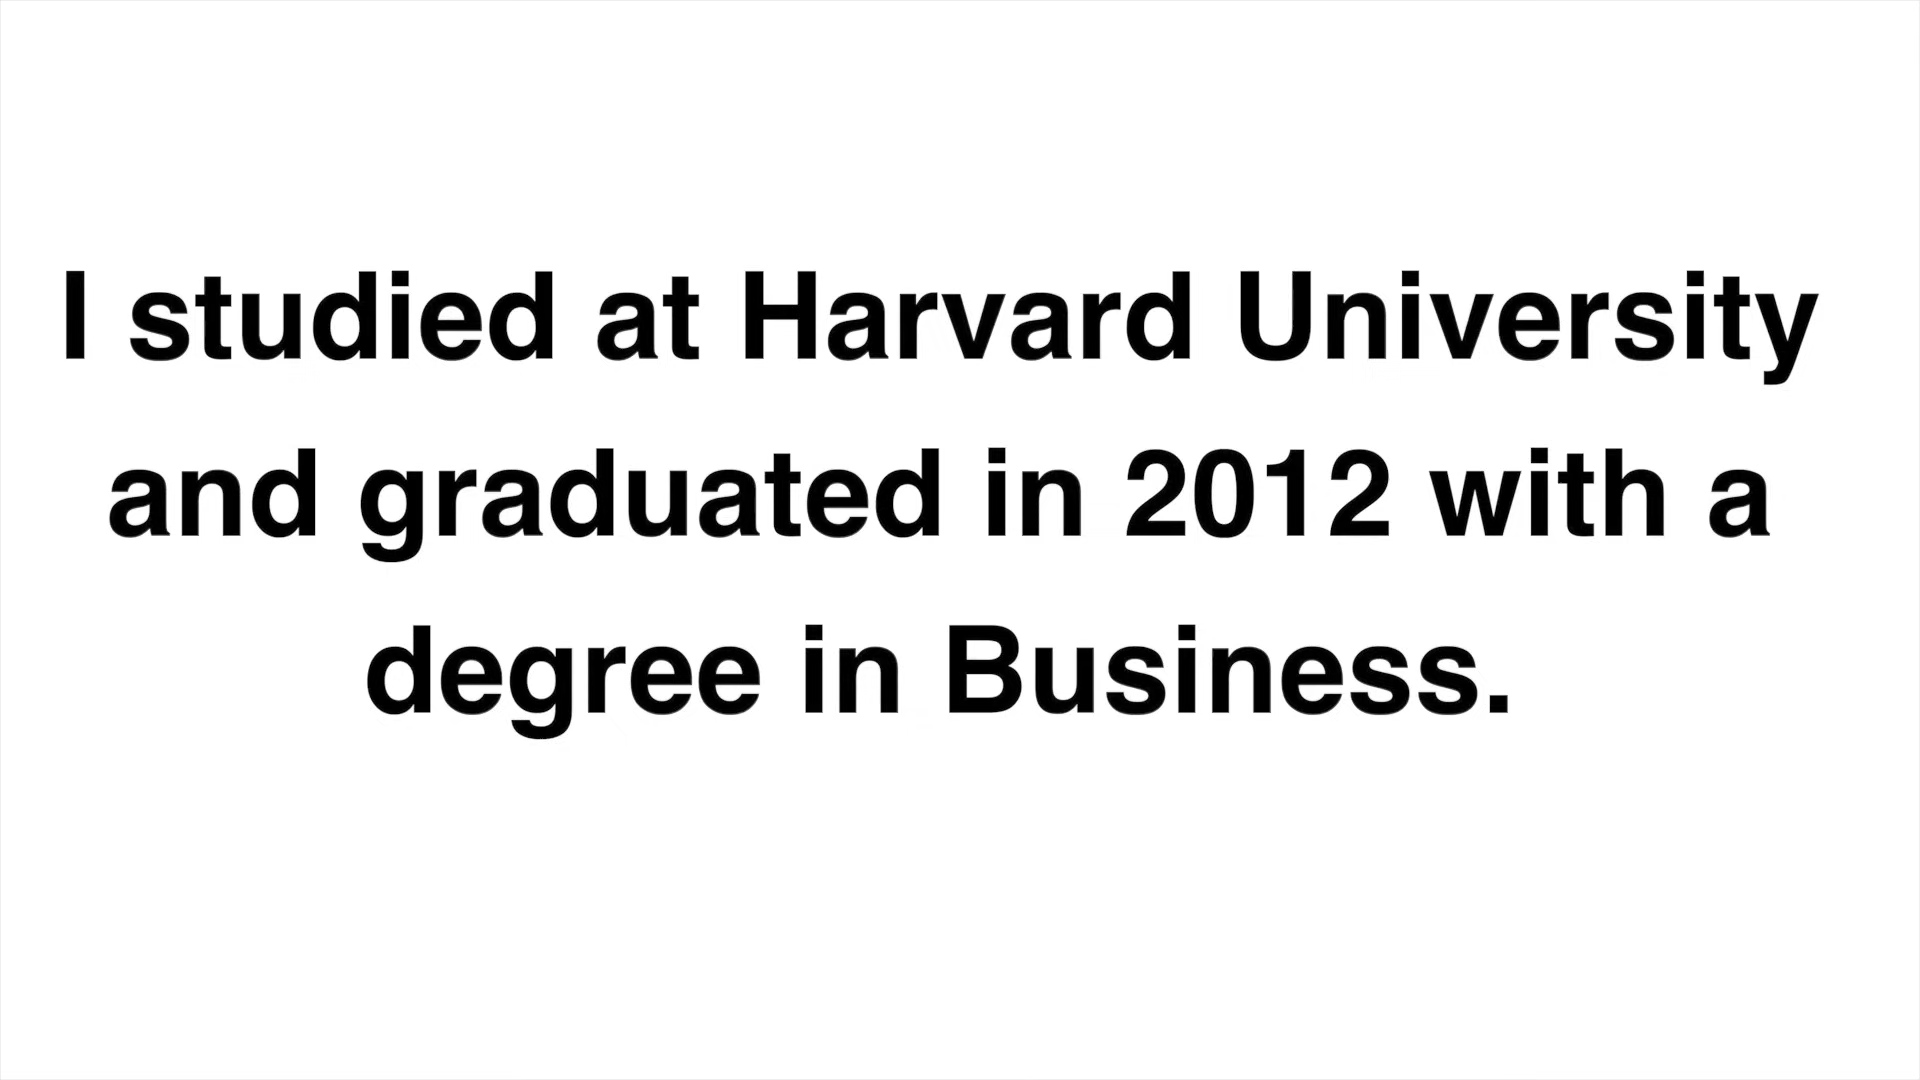 I studied at Harvard University
and graduated in 2012 with a
degree in Business.